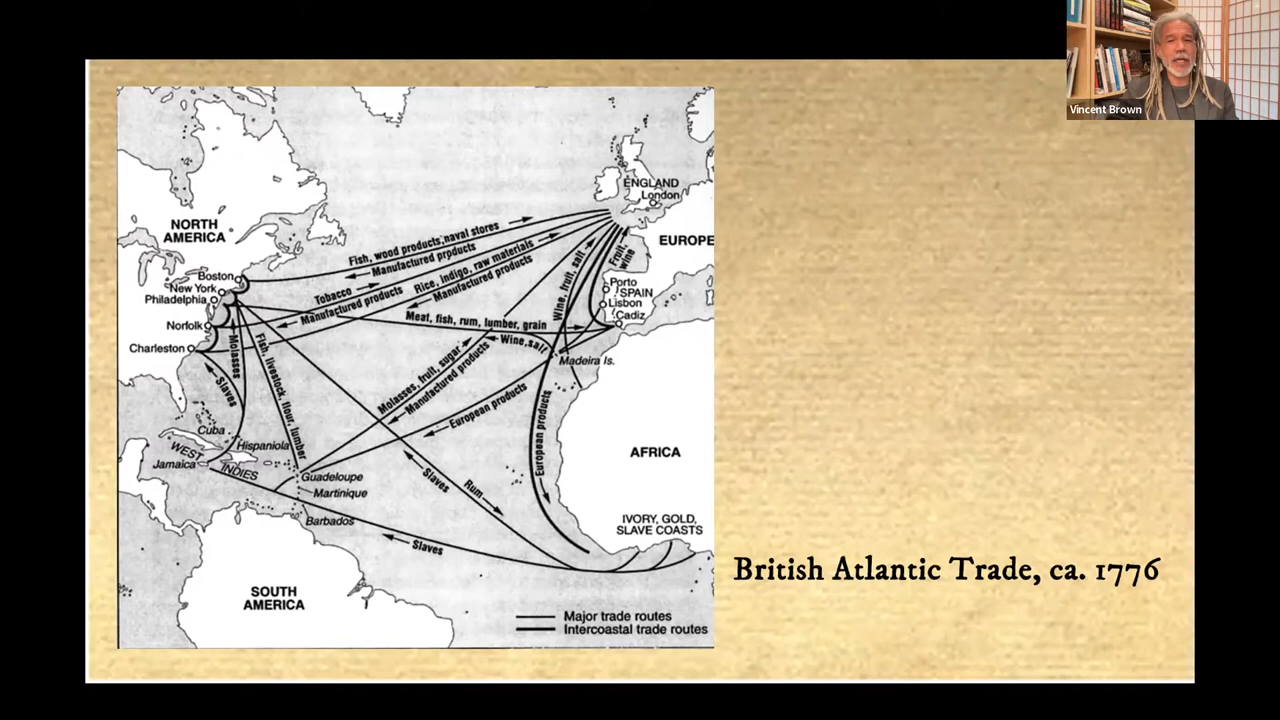 Vincent Brown
ENGLAND
London
NORTH
AMERICA
EUROPE
Boston
New York
Philadelphia
Norfolk
Charleston
Fish, wood products, naval stores
Manufactured prpducts
Tobacco
Rice, indigo, raw materials
Manufactured products
Manufactured products
Wine, fruit, salt
Fruit,
wine
Porto
SPAIN
Lisbon
Cadiz
Meat, fish, rum, lumber, grain
Wine, salt
Madeira Is.
Molasses
Slaves
Fish, livestock, flour, lumber
Molasses, fruit, sugar
Manufactured products
European products
European products
Cuba
Hispaniola
WEST
INDIES
Jamaica
Guadeloupe
Martinique
Barbados
Slaves
Rum
Slaves
AFRICA
IVORY, GOLD,
SLAVE COASTS
SOUTH
AMERICA
Major trade routes
Intercoastal trade routes
British Atlantic Trade, ca. 1776